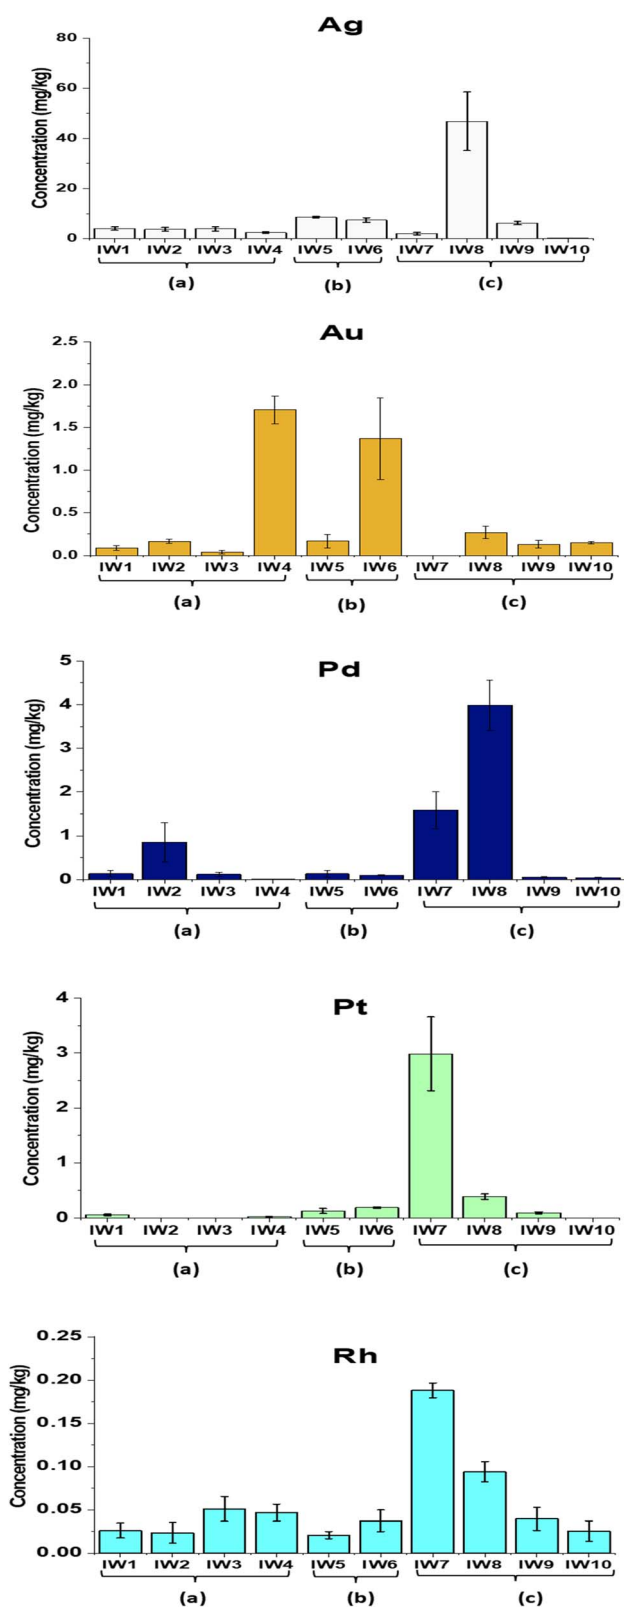 Ag
Concentration (mg/kg)
80
60
40
20
0
IW1 IW2 IW3 IW4 IW5 IW6 IW7 IW8 IW9 IW10
(a) (b) (c)
Au
Concentration (mg/kg)
2.5
2.0
1.5
1.0
0.5
0.0
IW1 IW2 IW3 IW4 IW5 IW6 IW7 IW8 IW9 IW10
(a) (b) (c)
Pd
Concentration (mg/kg)
5
4
3
2
1
0
IW1 IW2 IW3 IW4 IW5 IW6 IW7 IW8 IW9 IW10
(a) (b) (c)
Pt
Concentration (mg/kg)
4
3
2
1
0
IW1 IW2 IW3 IW4 IW5 IW6 IW7 IW8 IW9 IW10
(a) (b) (c)
Rh
Concentration (mg/kg)
0.25
0.20
0.15
0.10
0.05
0.00
IW1 IW2 IW3 IW4 IW5 IW6 IW7 IW8 IW9 IW10
(a) (b) (c)